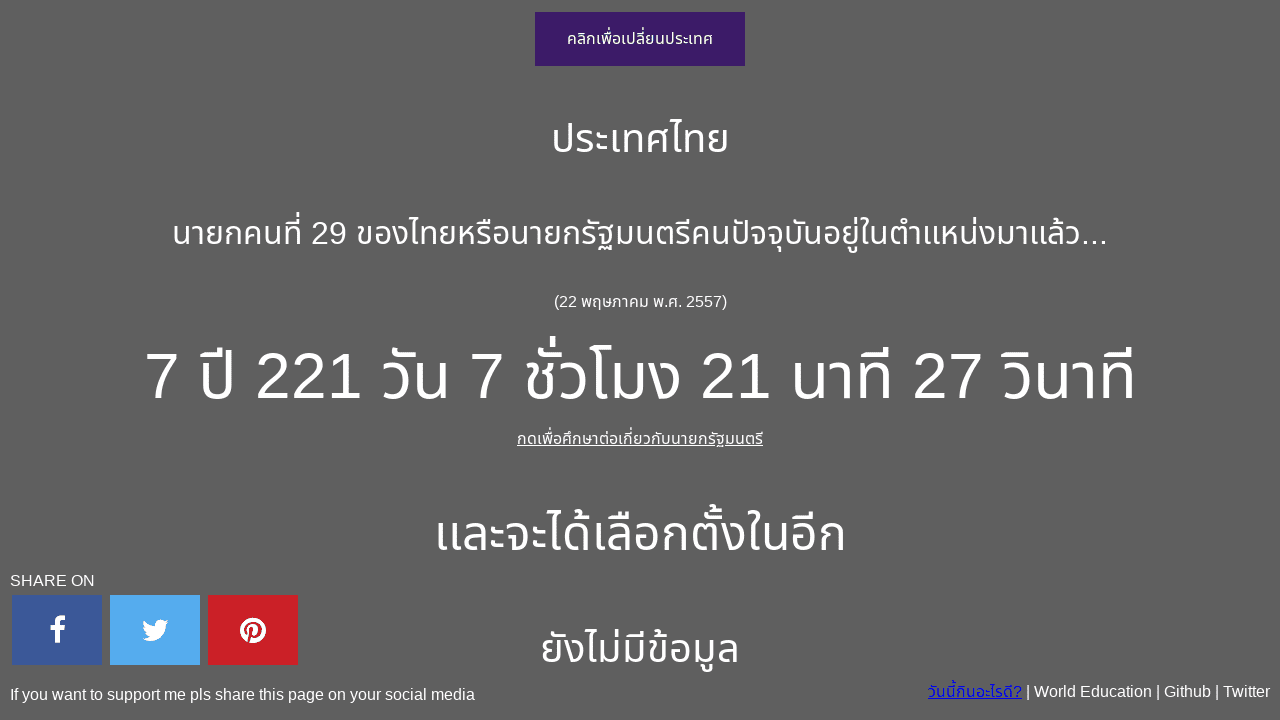 คลิกเพื่อเปลี่ยนประเทศ
ประเทศไทย
นายกคนที่ 29 ของไทยหรือนายกรัฐมนตรีคนปัจจุบันอยู่ในตำแหน่งมาแล้ว...
(22 พฤษภาคม พ.ศ. 2557)
7 ปี 221 วัน 7 ชั่วโมง 21 นาที 27 วินาที
กดเพื่อศึกษาต่อเกี่ยวกับนายกรัฐมนตรี
และจะได้เลือกตั้งในอีก
ยังไม่มีข้อมูล
SHARE ON
If you want to support me pls share this page on your social media
วันนี้กินอะไรดี? | World Education | Github | Twitter